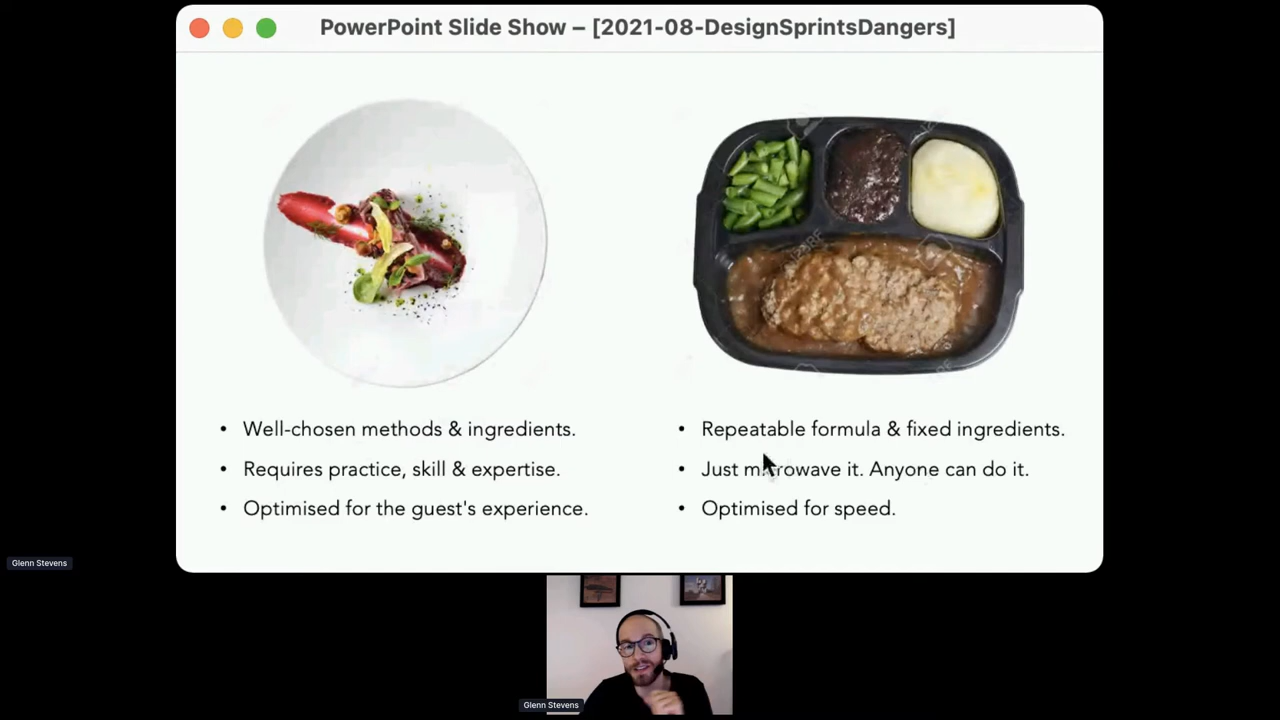 PowerPoint Slide Show – [2021-08-DesignSprintsDangers]
• Well-chosen methods & ingredients.
• Requires practice, skill & expertise.
• Optimised for the guest's experience.
• Repeatable formula & fixed ingredients.
• Just microwave it. Anyone can do it.
• Optimised for speed.
Glenn Stevens
Glenn Stevens